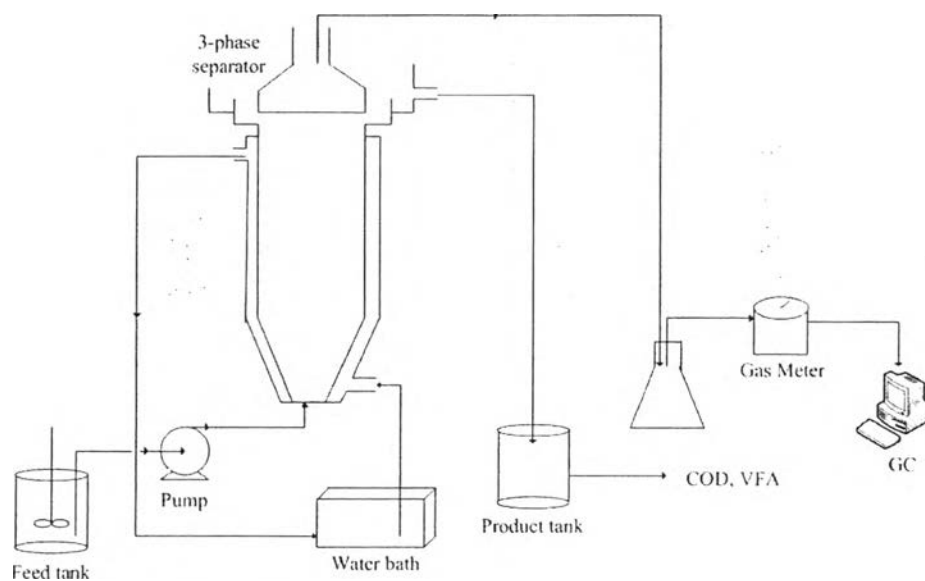 3-phase
separator
Gas Meter
GC
COD, VFA
Pump
Product tank
Water bath
Feed tank